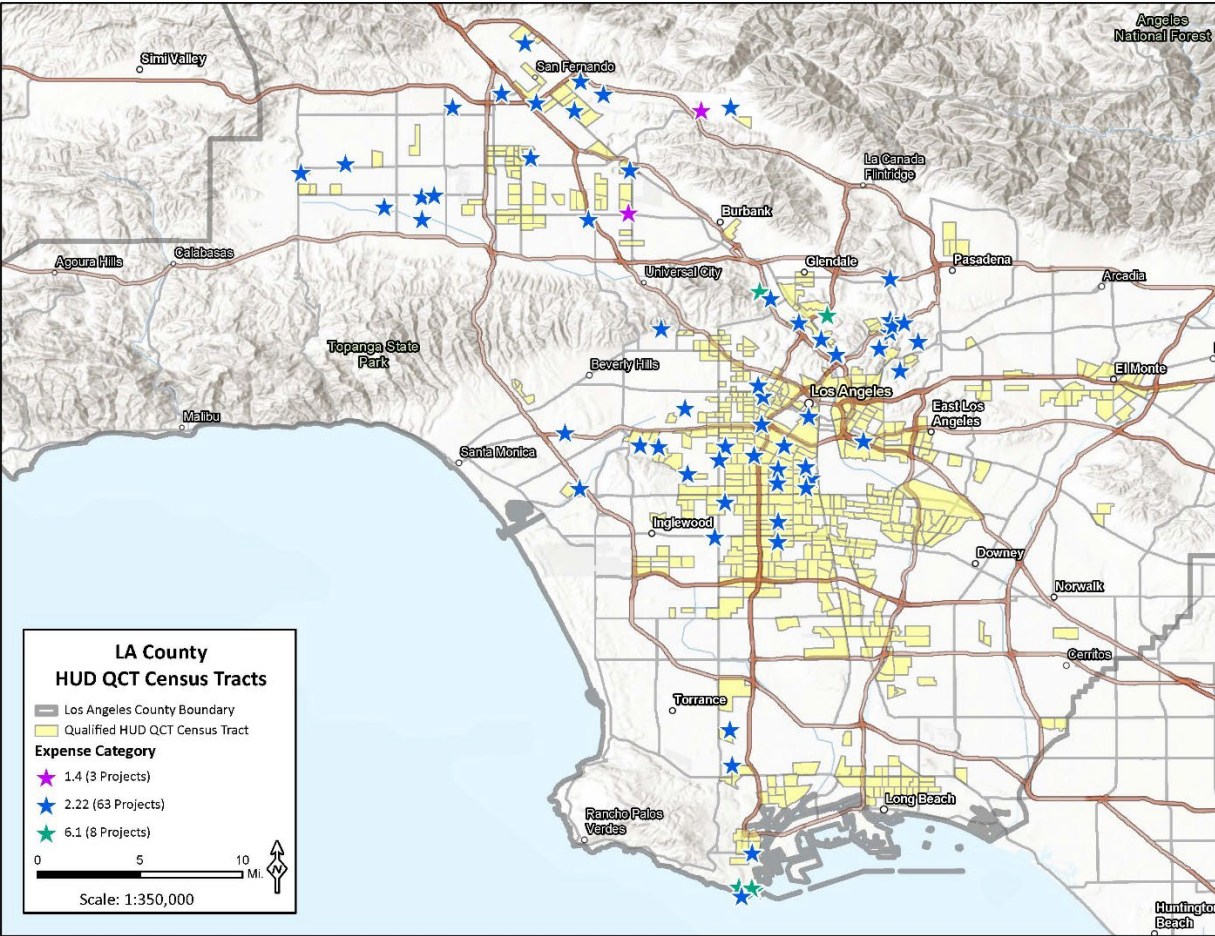 Angeles
National Forest
Simi Valley
San Fernando
La Canada
Flintridge
Burbank
Agoura Hills
Calabasas
Universal City
Glendale
Pasadena
Arcadia
Topanga State
Park
Beverly Hills
El Monte
Los Angeles
Malibu
East Los
Angeles
Santa Monica
Inglewood
Downey
Norwalk
Cerritos
Torrance
Long Beach
Rancho Palos
Verdes
Huntington
Beach
LA County
HUD QCT Census Tracts
Los Angeles County Boundary
Qualified HUD QCT Census Tract
Expense Category
1.4 (3 Projects)
2.22 (63 Projects)
6.1 (8 Projects)
0 5 10
Mi.
N
Scale: 1:350,000